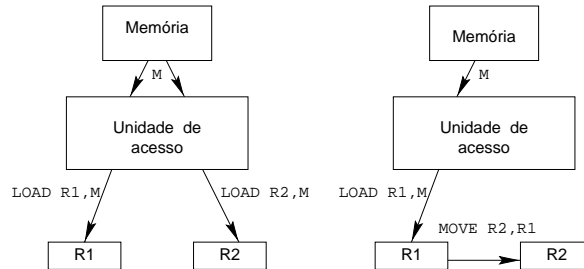 Memória
M
Unidade de
acesso
LOAD R1,M
LOAD R2,M
R1
R2
Memória
M
Unidade de
acesso
LOAD R1,M
MOVE R2,R1
R1
R2